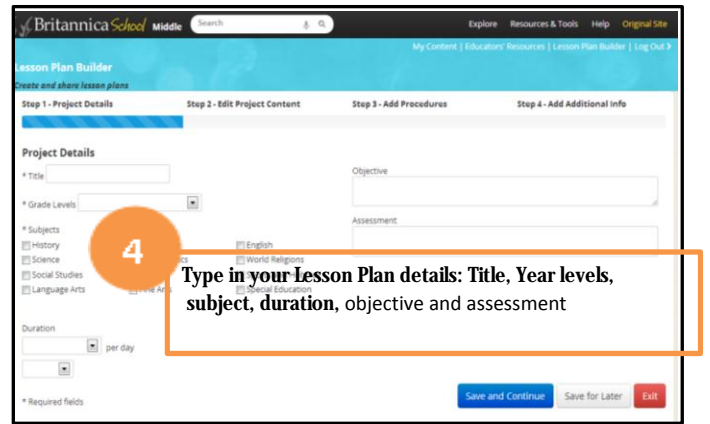 Britannica School Middle Search Explore Resources & Tools Help Original Site
My Content | Educators' Resources | Lesson Plan Builder | Log Out
Lesson Plan Builder
Create and share lesson plans
Step 1 - Project Details Step 2 - Edit Project Content Step 3 - Add Procedures Step 4 - Add Additional Info
Project Details
* Title
Objective
* Grade Levels
Assessment
* Subjects
History English
Science World Religions
Social Studies
Language Arts Special Education
4
Type in your Lesson Plan details: Title, Year levels,
subject, duration, objective and assessment
Duration
per day
* Required fields
Save and Continue Save for Later Exit